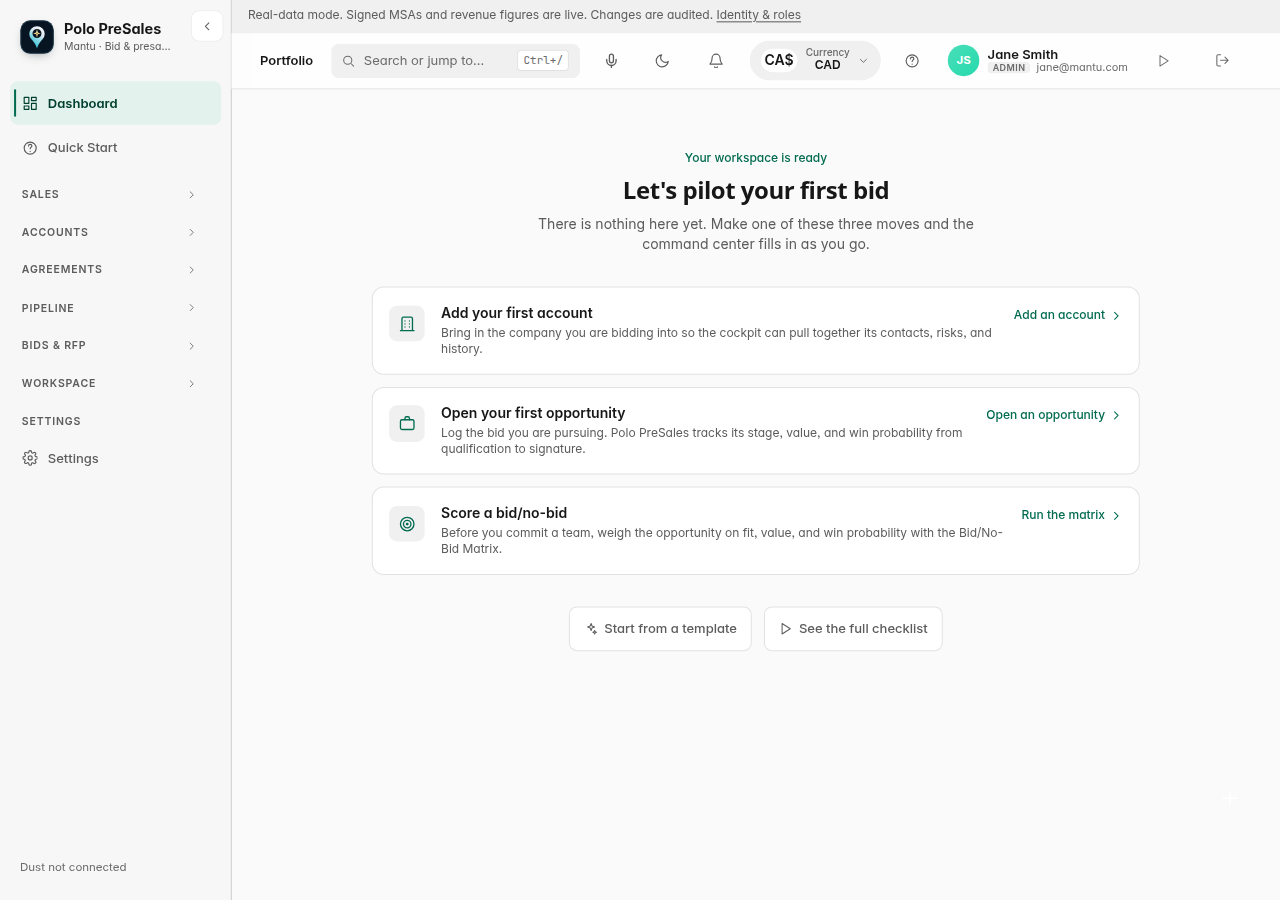 Polo PreSales
Mantu · Bid & presa...
Dashboard
Quick Start
SALES
ACCOUNTS
AGREEMENTS
PIPELINE
BIDS & RFP
WORKSPACE
SETTINGS
Settings
Dust not connected
Real-data mode. Signed MSAs and revenue figures are live. Changes are audited. Identity & roles
Portfolio
Search or jump to...
Ctrl+/
CA$
Currency
CAD
JS
Jane Smith
ADMIN jane@mantu.com
Your workspace is ready
Let's pilot your first bid
There is nothing here yet. Make one of these three moves and the
command center fills in as you go.
Add your first account
Bring in the company you are bidding into so the cockpit can pull together its contacts, risks, and
history.
Add an account
Open your first opportunity
Log the bid you are pursuing. Polo PreSales tracks its stage, value, and win probability from
qualification to signature.
Open an opportunity
Score a bid/no-bid
Before you commit a team, weigh the opportunity on fit, value, and win probability with the Bid/No-
Bid Matrix.
Run the matrix
Start from a template
See the full checklist